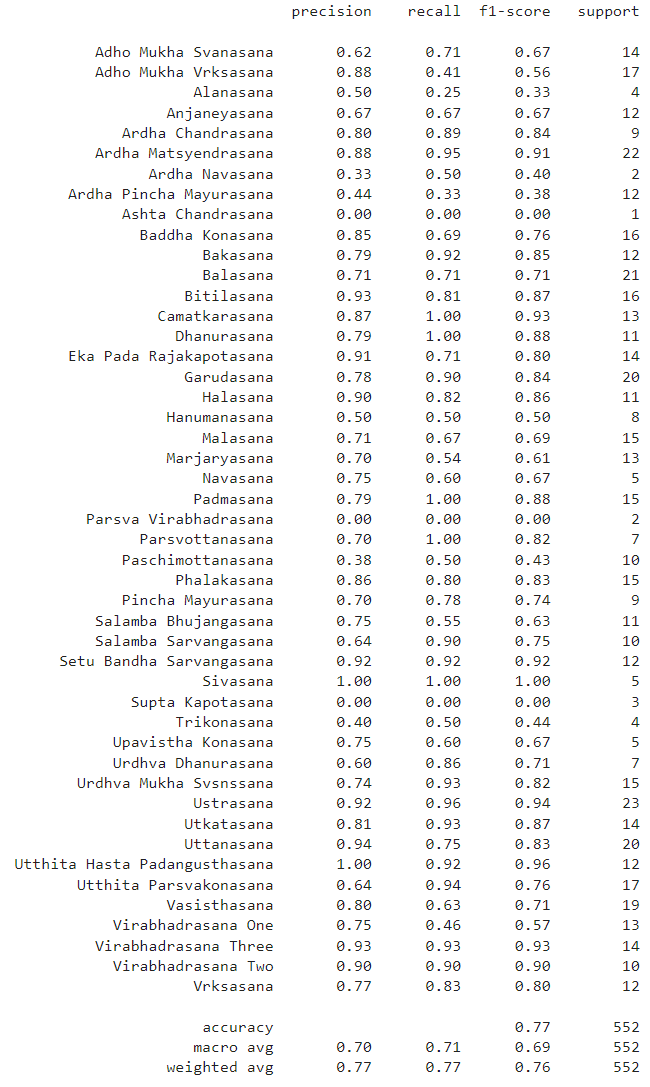 precision recall f1-score support
Adho Mukha Svanasana 0.62 0.71 0.67 14
Adho Mukha Vrksasana 0.88 0.41 0.56 17
Alanasana 0.50 0.25 0.33 4
Anjaneyasana 0.67 0.67 0.67 12
Ardha Chandrasana 0.80 0.89 0.84 9
Ardha Matsyendrasana 0.88 0.95 0.91 22
Ardha Navasana 0.33 0.50 0.40 2
Ardha Pincha Mayurasana 0.44 0.33 0.38 12
Ashta Chandrasana 0.00 0.00 0.00 1
Baddha Konasana 0.85 0.69 0.76 16
Bakasana 0.79 0.92 0.85 12
Balasana 0.71 0.71 0.71 21
Bitilasana 0.93 0.81 0.87 16
Camatkarasana 0.87 1.00 0.93 13
Dhanurasana 0.79 1.00 0.88 11
Eka Pada Rajakapotasana 0.91 0.71 0.80 14
Garudasana 0.78 0.90 0.84 20
Halasana 0.90 0.82 0.86 11
Hanumanasana 0.50 0.50 0.50 8
Malasana 0.71 0.67 0.69 15
Marjaryasana 0.70 0.54 0.61 13
Navasana 0.75 0.60 0.67 5
Padmasana 0.79 1.00 0.88 15
Parsva Virabhadrasana 0.00 0.00 0.00 2
Parsvottanasana 0.70 1.00 0.82 7
Paschimottanasana 0.38 0.50 0.43 10
Phalakasana 0.86 0.80 0.83 15
Pincha Mayurasana 0.70 0.78 0.74 9
Salamba Bhujangasana 0.75 0.55 0.63 11
Salamba Sarvangasana 0.64 0.90 0.75 10
Setu Bandha Sarvangasana 0.92 0.92 0.92 12
Sivasana 1.00 1.00 1.00 5
Supta Kapotasana 0.00 0.00 0.00 3
Trikonasana 0.40 0.50 0.44 4
Upavistha Konasana 0.75 0.60 0.67 5
Urdhva Dhanurasana 0.60 0.86 0.71 7
Urdhva Mukha Svsnssana 0.74 0.93 0.82 15
Ustrasana 0.92 0.96 0.94 23
Utkatasana 0.81 0.93 0.87 14
Uttanasana 0.94 0.75 0.83 20
Utthita Hasta Padangusthasana 1.00 0.92 0.96 12
Utthita Parsvakonasana 0.64 0.94 0.76 17
Vasisthasana 0.80 0.63 0.71 19
Virabhadrasana One 0.75 0.46 0.57 13
Virabhadrasana Three 0.93 0.93 0.93 14
Virabhadrasana Two 0.90 0.90 0.90 10
Vrksasana 0.77 0.83 0.80 12
accuracy 0.77 552
macro avg 0.70 0.71 0.69 552
weighted avg 0.77 0.77 0.76 552